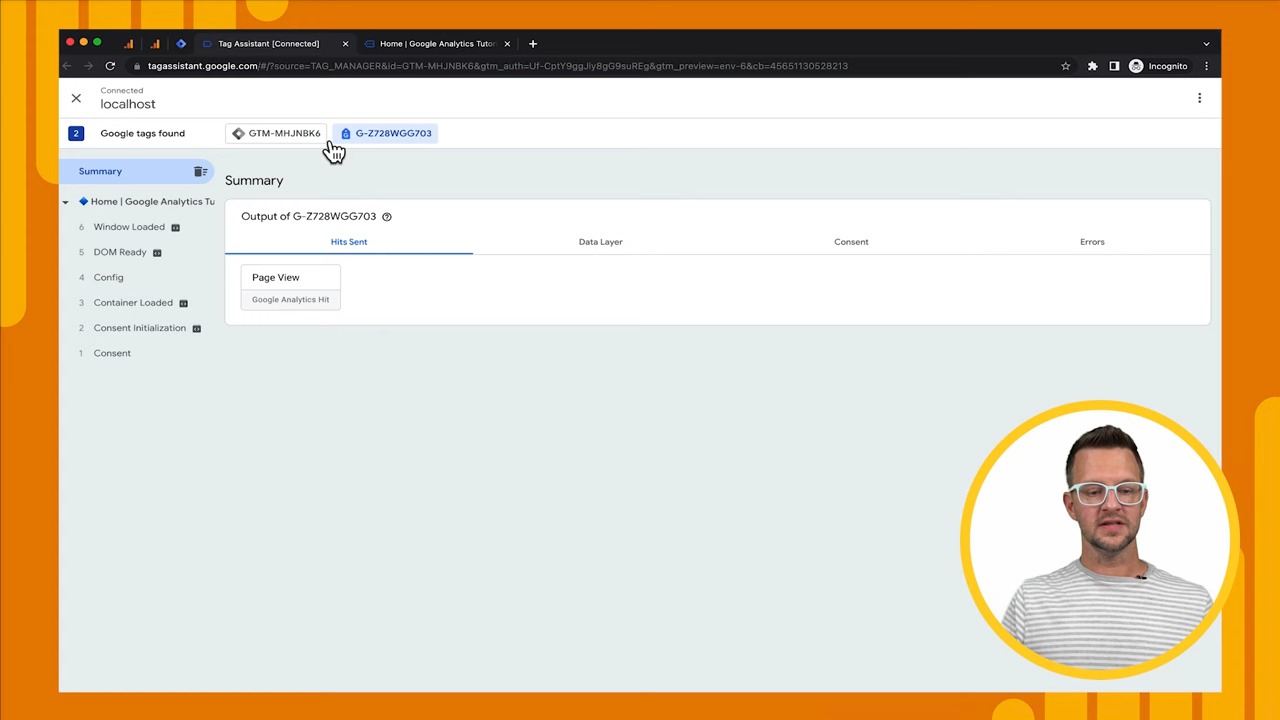 Tag Assistant [Connected]
Home | Google Analytics Tutor
tagassistant.google.com/#/?source=TAG_MANAGER&id=GTM-MHJNBK6&gtm_auth=Uf-CptY9ggJiy8gG9suREg&gtm_preview=env-6&cb=45651130528213
Incognito
Connected
localhost
2 Google tags found
GTM-MHJNBK6
G-Z728WGG703
Summary
Home | Google Analytics Tu
6 Window Loaded
5 DOM Ready
4 Config
3 Container Loaded
2 Consent Initialization
1 Consent
Summary
Output of G-Z728WGG703
Hits Sent
Data Layer
Consent
Errors
Page View
Google Analytics Hit